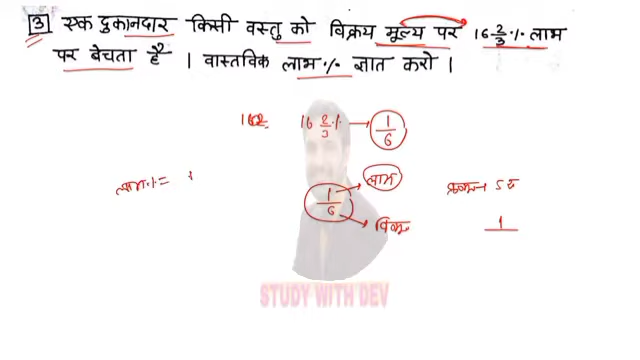 ③ एक दुकानदार किसी वस्तु को विक्रय मूल्य पर 16 2/3 % लाभ
पर बेचता है । वास्तविक लाभ % ज्ञात करो ।
16 2/3 % → 1/6
लाभ % =
1/6 → लाभ
→ विक्रय
5 रु
1
STUDY WITH DEV